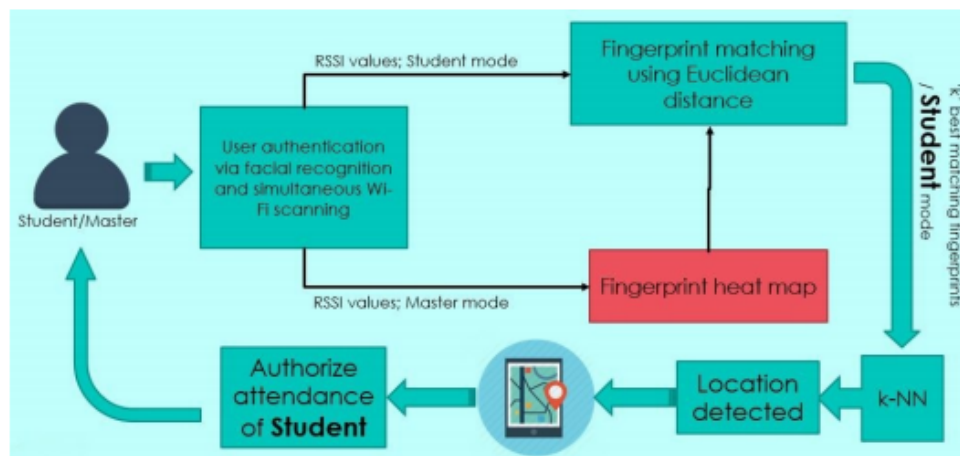 RSSI values; Student mode
Fingerprint matching
using Euclidean
distance
'k' best matching fingerprints
/ Student mode
User authentication
via facial recognition
and simultaneous Wi-
Fi scanning
Student/Master
Fingerprint heat map
RSSI values; Master mode
Authorize
attendance
of Student
Location
detected
k-NN